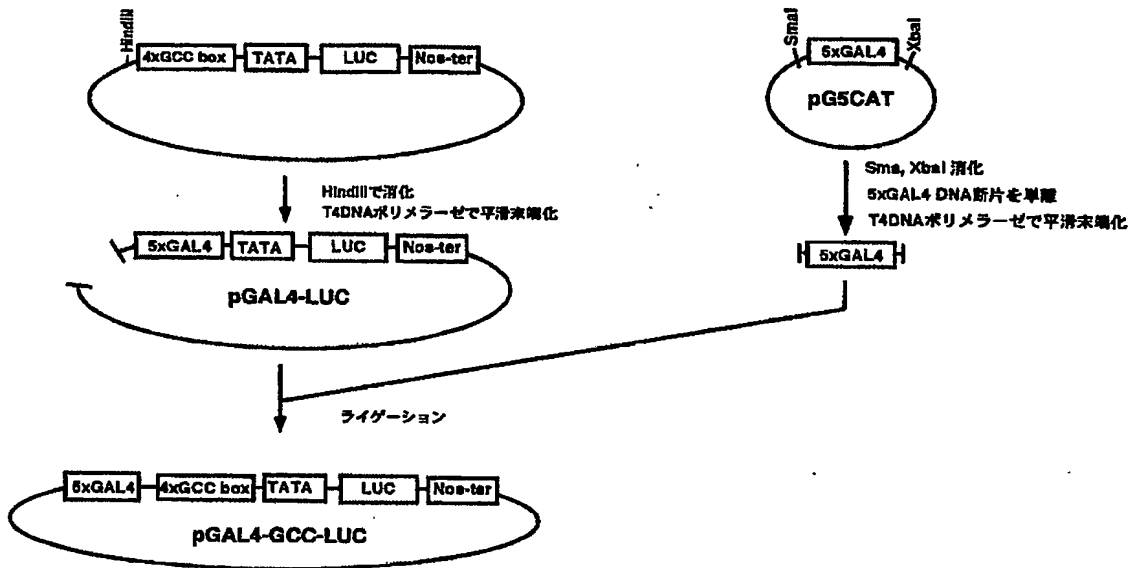 HindIII
4xGCC box
TATA
LUC
Nos-ter
SmaI
5xGAL4
XbaI
pG5CAT
HindIIIで消化
T4DNAポリメラーゼで平滑末端化
Sma, XbaI 消化
5xGAL4 DNA断片を単離
T4DNAポリメラーゼで平滑末端化
5xGAL4
TATA
LUC
Nos-ter
pGAL4-LUC
5xGAL4
ライゲーション
5xGAL4
4xGCC box
TATA
LUC
Nos-ter
pGAL4-GCC-LUC